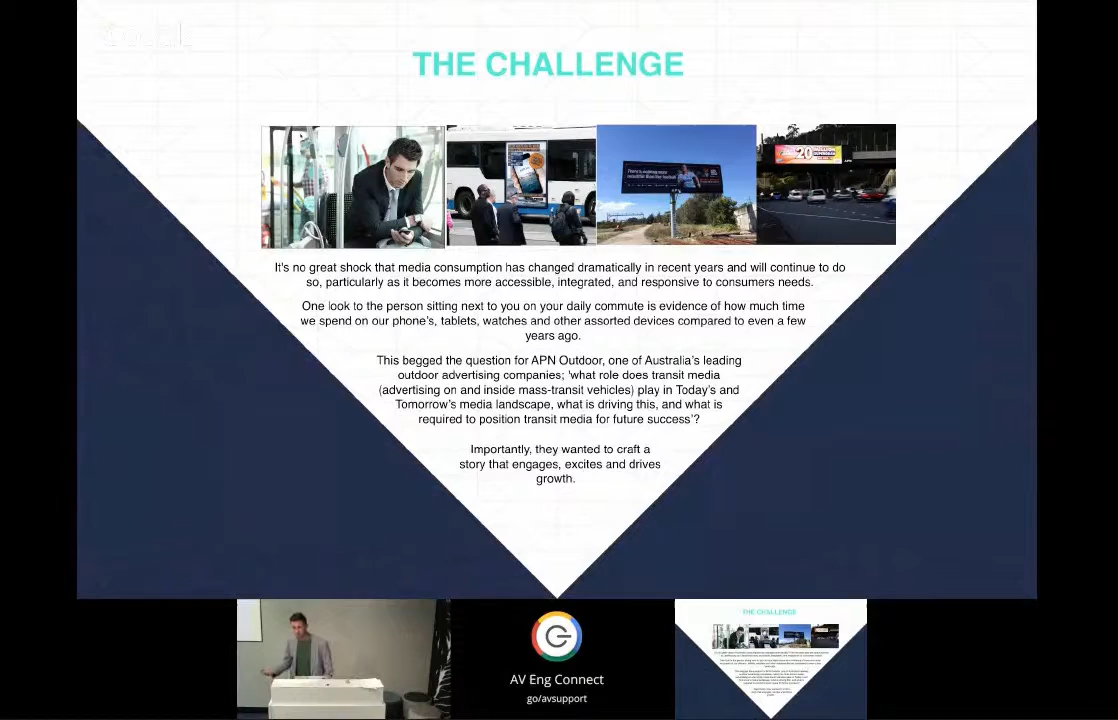 THE CHALLENGE
20
It's no great shock that media consumption has changed dramatically in recent years and will continue to do
so, particularly as it becomes more accessible, integrated, and responsive to consumers needs.
One look to the person sitting next to you on your daily commute is evidence of how much time
we spend on our phone's, tablets, watches and other assorted devices compared to even a few
years ago.
This begged the question for APN Outdoor, one of Australia's leading
outdoor advertising companies; 'what role does transit media
(advertising on and inside mass-transit vehicles) play in Today's and
Tomorrow's media landscape, what is driving this, and what is
required to position transit media for future success'?
Importantly, they wanted to craft a
story that engages, excites and drives
growth.
AV Eng Connect
go/avsupport
THE CHALLENGE